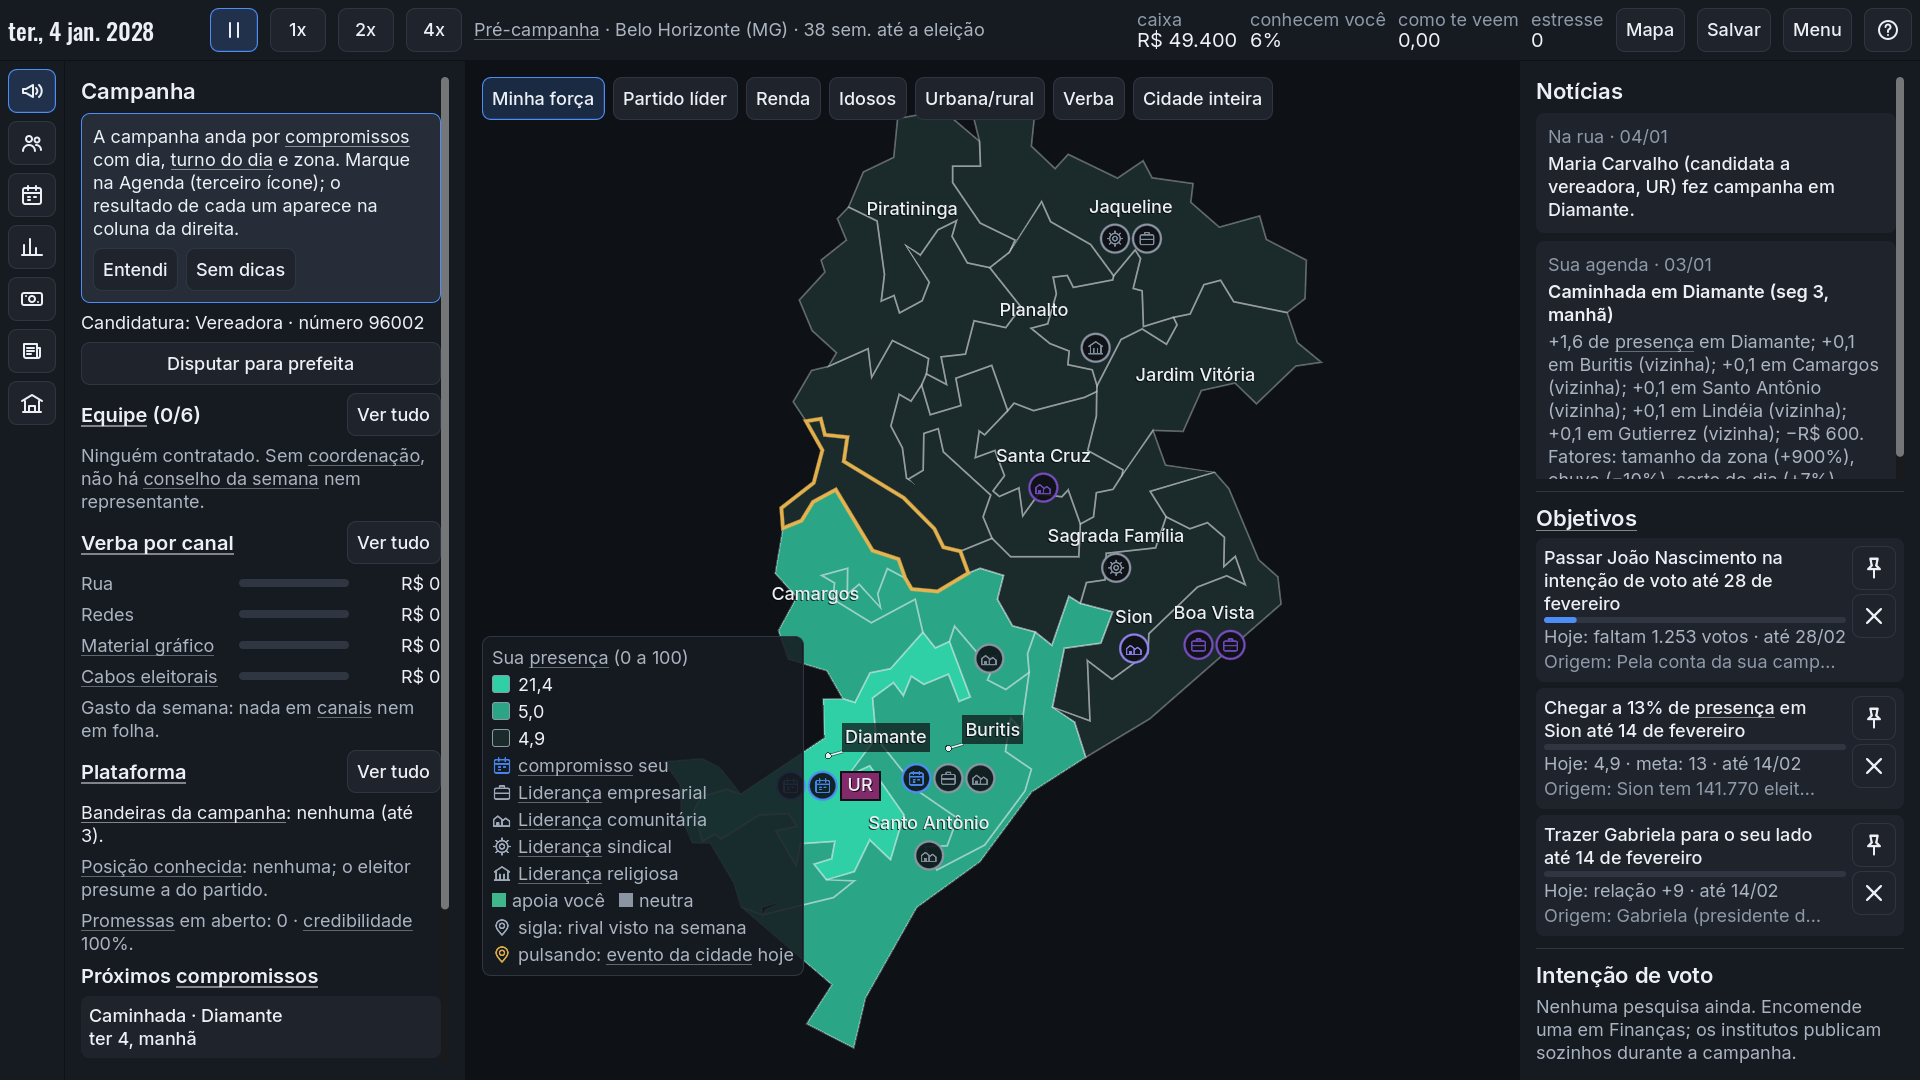 ter., 4 jan. 2028
1x
2x
4x
Pré-campanha · Belo Horizonte (MG) · 38 sem. até a eleição
caixa
R$ 49.400
conhecem você
6%
como te veem
0,00
estresse
0
Mapa
Salvar
Menu
Campanha
A campanha anda por compromissos
com dia, turno do dia e zona. Marque
na Agenda (terceiro ícone); o
resultado de cada um aparece na
coluna da direita.
Entendi
Sem dicas
Candidatura: Vereadora · número 96002
Disputar para prefeita
Equipe (0/6)
Ver tudo
Ninguém contratado. Sem coordenação,
não há conselho da semana nem
representante.
Verba por canal
Ver tudo
Rua R$ 0
Redes R$ 0
Material gráfico R$ 0
Cabos eleitorais R$ 0
Gasto da semana: nada em canais nem
em folha.
Plataforma
Ver tudo
Bandeiras da campanha: nenhuma (até
3).
Posição conhecida: nenhuma; o eleitor
presume a do partido.
Promessas em aberto: 0 · credibilidade
100%.
Próximos compromissos
Caminhada · Diamante
ter 4, manhã
Minha força
Partido líder
Renda
Idosos
Urbana/rural
Verba
Cidade inteira
Piratininga
Jaqueline
Planalto
Jardim Vitória
Santa Cruz
Sagrada Família
Camargos
Sion
Boa Vista
Diamante
Buritis
UR
Santo Antônio
Sua presença (0 a 100)
21,4
5,0
4,9
compromisso seu
Liderança empresarial
Liderança comunitária
Liderança sindical
Liderança religiosa
apoia você
neutra
sigla: rival visto na semana
pulsando: evento da cidade hoje
Notícias
Na rua · 04/01
Maria Carvalho (candidata a
vereadora, UR) fez campanha em
Diamante.
Sua agenda · 03/01
Caminhada em Diamante (seg 3,
manhã)
+1,6 de presença em Diamante; +0,1
em Buritis (vizinha); +0,1 em Camargos
(vizinha); +0,1 em Santo Antônio
(vizinha); +0,1 em Lindéia (vizinha);
+0,1 em Gutierrez (vizinha); −R$ 600.
Fatores: tamanho da zona (+900%),
chuva (−10%), sorte do dia (+7%)
Objetivos
Passar João Nascimento na
intenção de voto até 28 de
fevereiro
Hoje: faltam 1.253 votos · até 28/02
Origem: Pela conta da sua camp...
Chegar a 13% de presença em
Sion até 14 de fevereiro
Hoje: 4,9 · meta: 13 · até 14/02
Origem: Sion tem 141.770 eleit...
Trazer Gabriela para o seu lado
até 14 de fevereiro
Hoje: relação +9 · até 14/02
Origem: Gabriela (presidente d...
Intenção de voto
Nenhuma pesquisa ainda. Encomende
uma em Finanças; os institutos publicam
sozinhos durante a campanha.